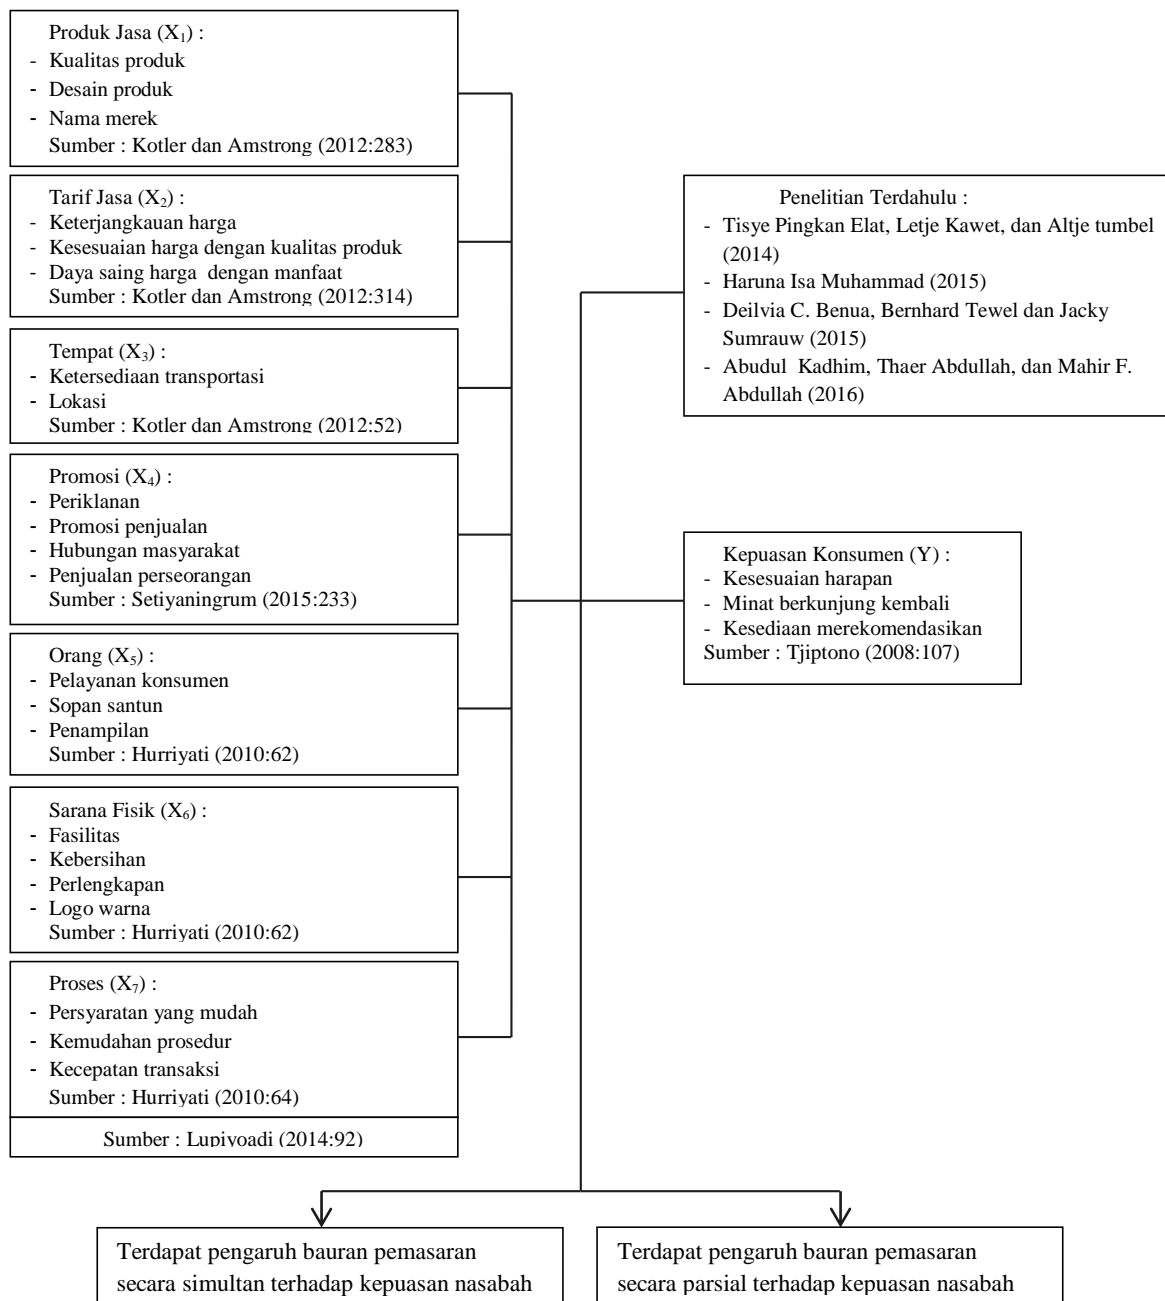 Produk Jasa (X₁) :
- Kualitas produk
- Desain produk
- Nama merek
Sumber : Kotler dan Amstrong (2012:283)
Tarif Jasa (X₂) :
- Keterjangkauan harga
- Kesesuaian harga dengan kualitas produk
- Daya saing harga dengan manfaat
Sumber : Kotler dan Amstrong (2012:314)
Tempat (X₃) :
- Ketersediaan transportasi
- Lokasi
Sumber : Kotler dan Amstrong (2012:52)
Promosi (X₄) :
- Periklanan
- Promosi penjualan
- Hubungan masyarakat
- Penjualan perseorangan
Sumber : Setiyaningrum (2015:233)
Orang (X₅) :
- Pelayanan konsumen
- Sopan santun
- Penampilan
Sumber : Hurriyati (2010:62)
Sarana Fisik (X₆) :
- Fasilitas
- Kebersihan
- Perlengkapan
- Logo warna
Sumber : Hurriyati (2010:62)
Proses (X₇) :
- Persyaratan yang mudah
- Kemudahan prosedur
- Kecepatan transaksi
Sumber : Hurriyati (2010:64)
Sumber : Lupiyoadi (2014:92)
Penelitian Terdahulu :
- Tisye Pingkan Elat, Letje Kawet, dan Altje tumbel
(2014)
- Haruna Isa Muhammad (2015)
- Deilvia C. Benua, Bernhard Tewel dan Jacky
Sumrauw (2015)
- Abudul Kadhim, Thaer Abdullah, dan Mahir F.
Abdullah (2016)
Kepuasan Konsumen (Y) :
- Kesesuaian harapan
- Minat berkunjung kembali
- Kesediaan merekomendasikan
Sumber : Tjiptono (2008:107)
Terdapat pengaruh bauran pemasaran
secara simultan terhadap kepuasan nasabah
Terdapat pengaruh bauran pemasaran
secara parsial terhadap kepuasan nasabah